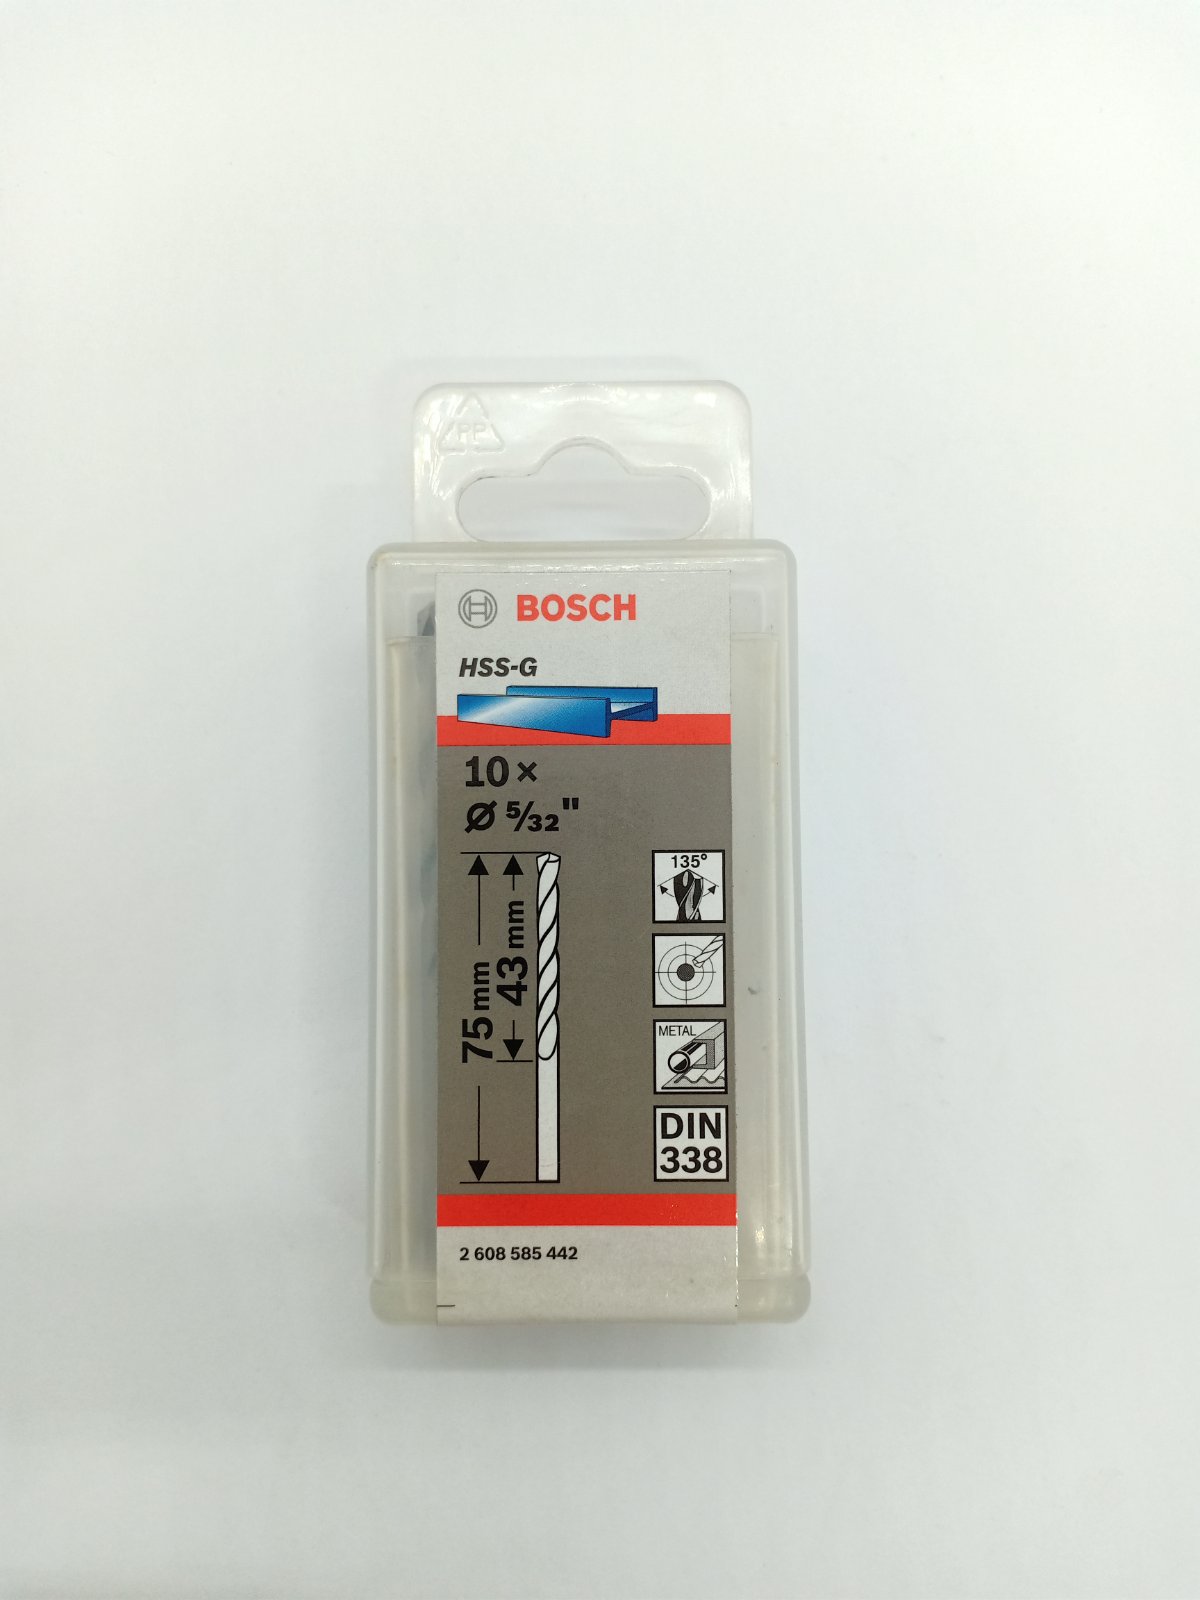 PP
BOSCH
HSS-G
10 ×
Ø 5/32"
75 mm
43 mm
135°
METAL
DIN
338
2 608 585 442